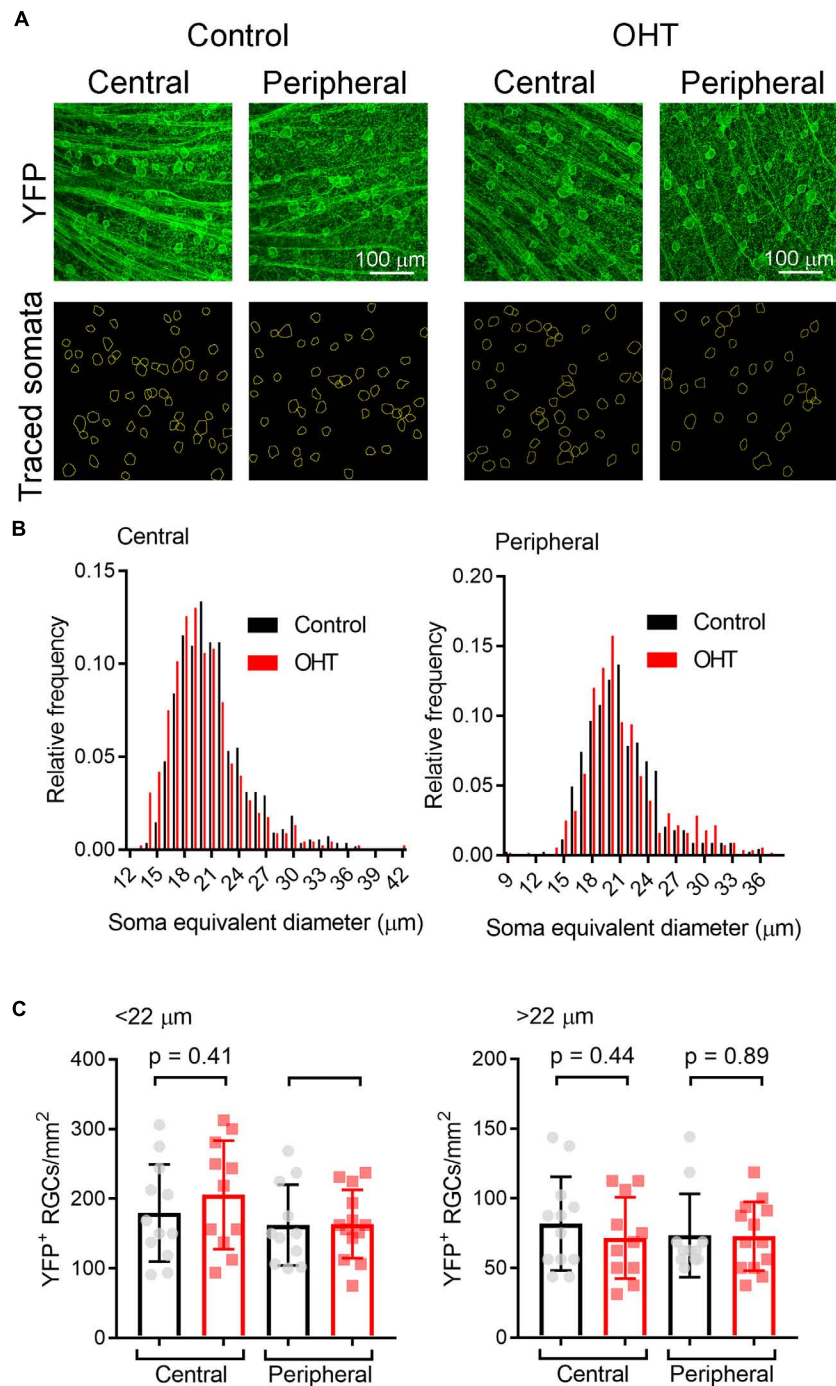 A
Control OHT
Central Peripheral Central Peripheral
YFP
100 μm 100 μm
Traced somata
B
Central
0.15
0.10
0.05
0.00
Relative frequency
Control
OHT
12 15 18 21 24 27 30 33 36 39 42
Soma equivalent diameter (μm)
Peripheral
0.20
0.15
0.10
0.05
0.00
Relative frequency
Control
OHT
9 12 15 18 21 24 27 30 33 36
Soma equivalent diameter (μm)
C
<22 μm
p = 0.41
400
300
200
100
0
YFP+ RGCs/mm2
Central Peripheral
>22 μm
p = 0.44 p = 0.89
200
150
100
50
0
YFP+ RGCs/mm2
Central Peripheral